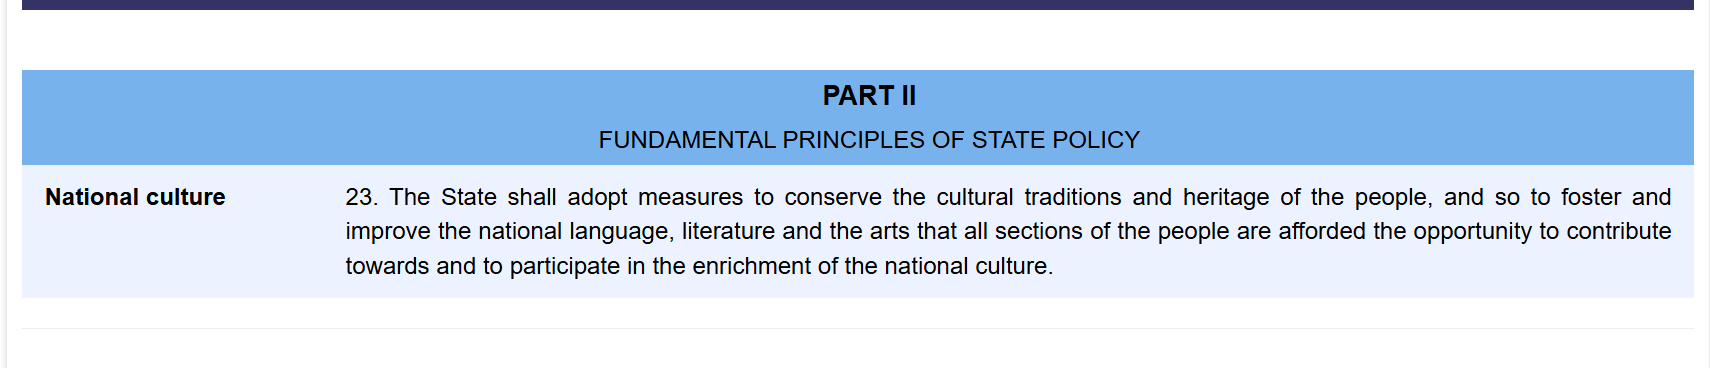 PART II
FUNDAMENTAL PRINCIPLES OF STATE POLICY
National culture
23. The State shall adopt measures to conserve the cultural traditions and heritage of the people, and so to foster and
improve the national language, literature and the arts that all sections of the people are afforded the opportunity to contribute
towards and to participate in the enrichment of the national culture.